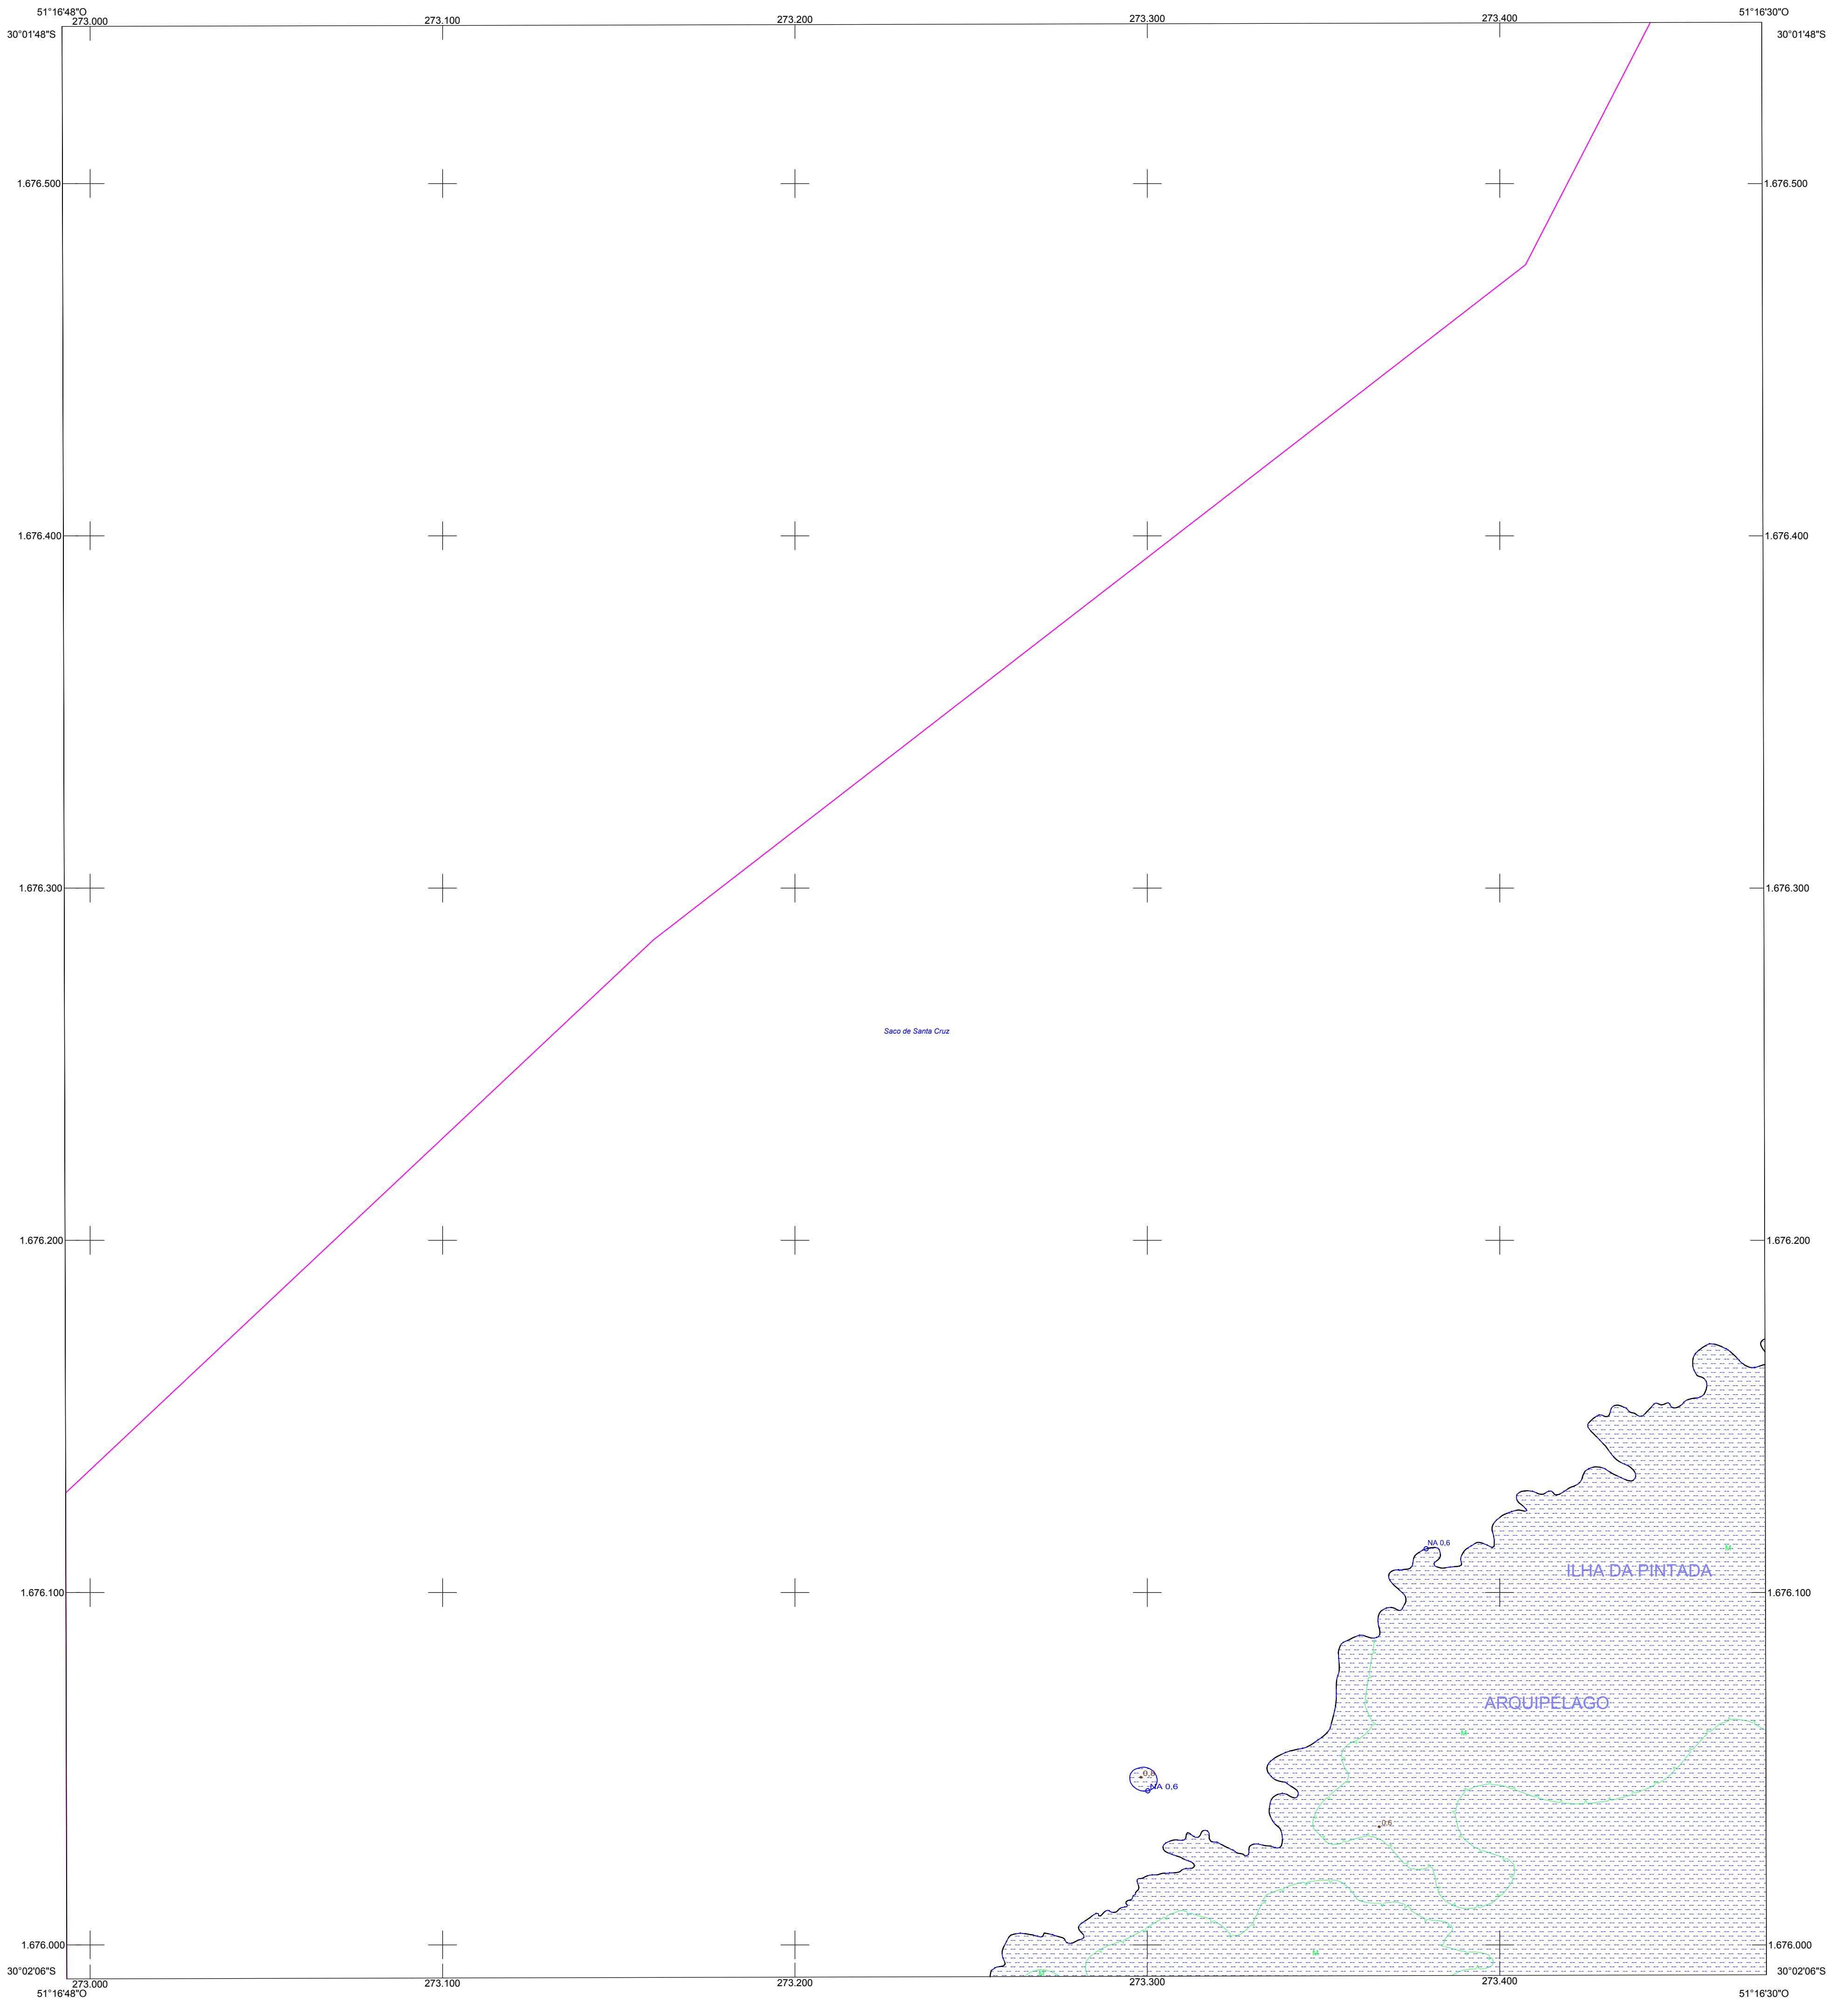 51°16'48"O 273.000 273.100 273.200 273.300 273.400 51°16'30"O
30°01'48"S 30°01'48"S
1.676.500 1.676.500
1.676.400 1.676.400
1.676.300 1.676.300
Saco de Santa Cruz
1.676.200 1.676.200
NA 0,6
M
ILHA DA PINTADA
1.676.100 1.676.100
ARQUIPÉLAGO
M
NA 0,6
0,6
1.676.000 1.676.000
M
M
30°02'06"S 30°02'06"S
273.000 273.100 273.200 273.300 273.400
51°16'48"O 51°16'30"O